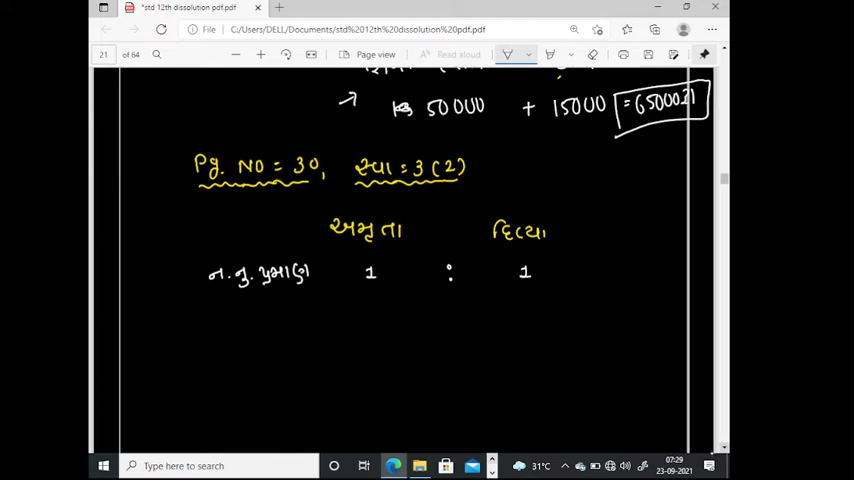 *std 12th dissolution pdf.pdf
File C:/Users/DELL/Documents/std%2012th%20dissolution%20pdf.pdf
21 of 64 Page view Read aloud
50000 + 15000 = 65000 રૂ
Pg. NO = 30, સ્વા = 3 (2)
અમૃતા દિવ્યા
ન.નુ. પ્રમાણ 1 : 1
Type here to search 31°C 07:29
23-09-2021